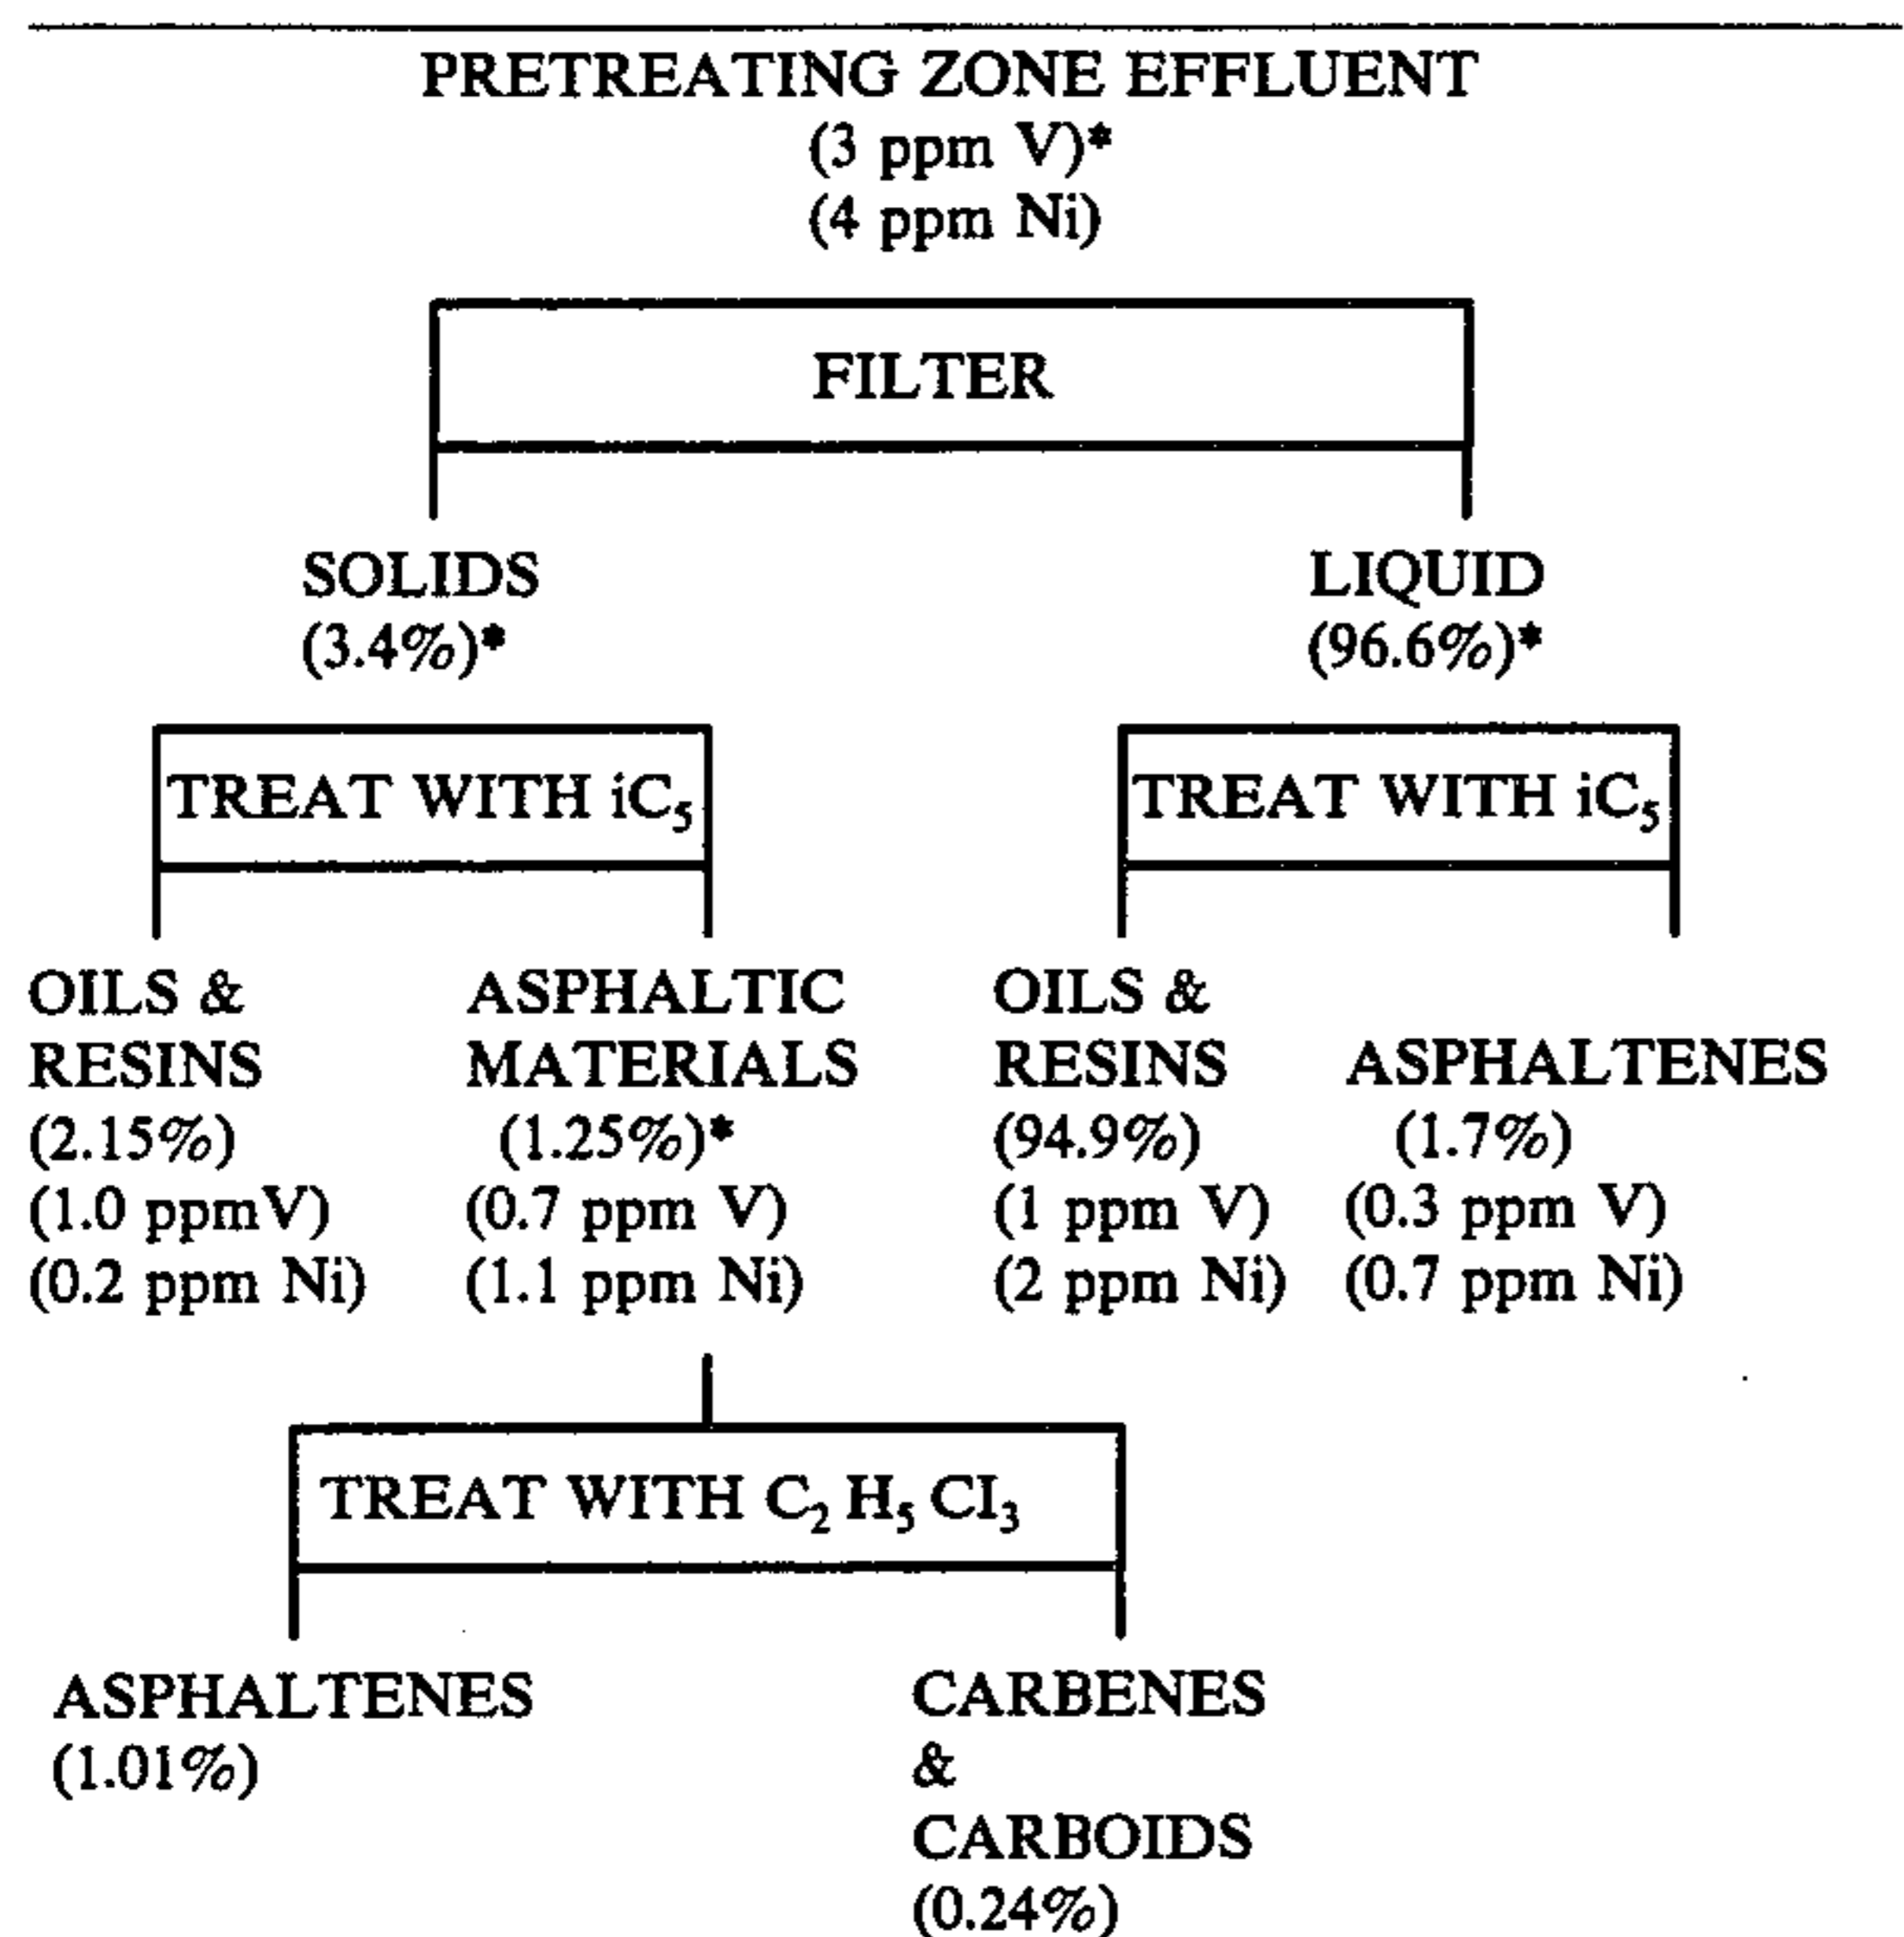 PRETREATING ZONE EFFLUENT
(3 ppm V)*
(4 ppm Ni)
FILTER
SOLIDS
(3.4%)*
LIQUID
(96.6%)*
TREAT WITH iC₅
TREAT WITH iC₅
OILS &
RESINS
(2.15%)
(1.0 ppmV)
(0.2 ppm Ni)
ASPHALTIC
MATERIALS
(1.25%)*
(0.7 ppm V)
(1.1 ppm Ni)
OILS &
RESINS
(94.9%)
(1 ppm V)
(2 ppm Ni)
ASPHALTENES
(1.7%)
(0.3 ppm V)
(0.7 ppm Ni)
TREAT WITH C₂ H₅ CI₃
ASPHALTENES
(1.01%)
CARBENES
&
CARBOIDS
(0.24%)